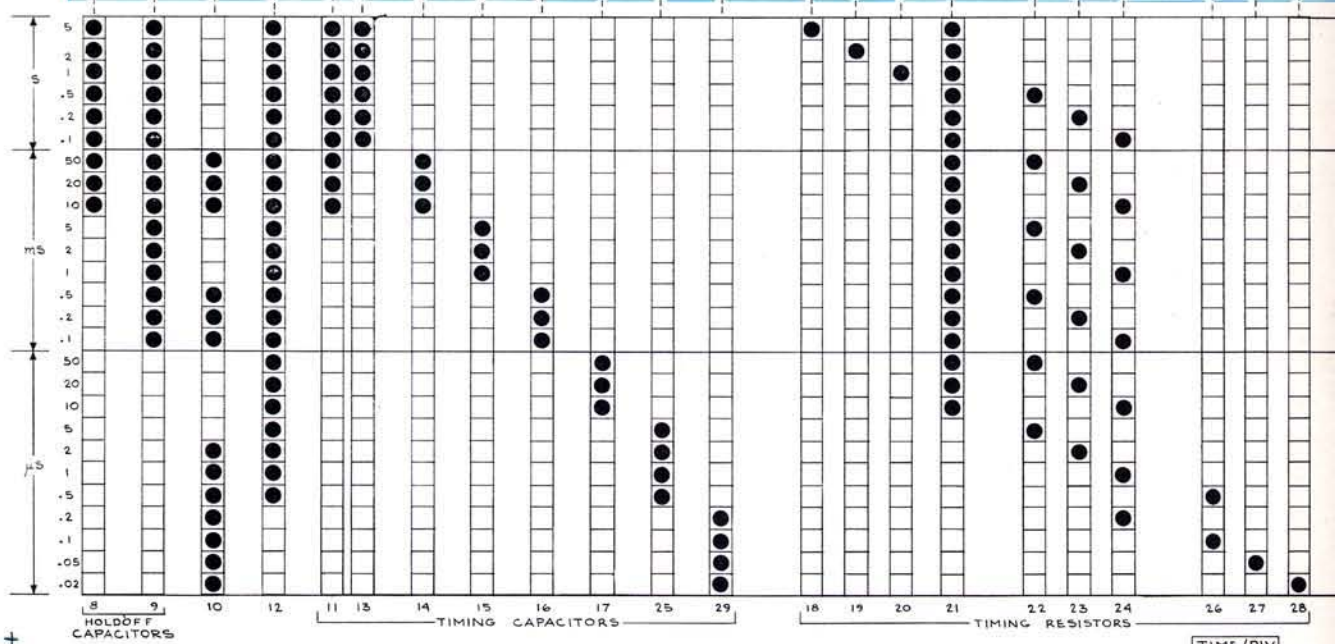 S
5
2
1
.5
.2
.1
mS
50
20
10
5
2
1
.5
.2
.1
µS
50
20
10
5
2
1
.5
.2
.1
.05
.02
8 9 10 12 11 13 14 15 16 17 25 29 18 19 20 21 22 23 24 26 27 28
HOLDOFF
CAPACITORS
TIMING CAPACITORS
TIMING RESISTORS
TIME/DIV